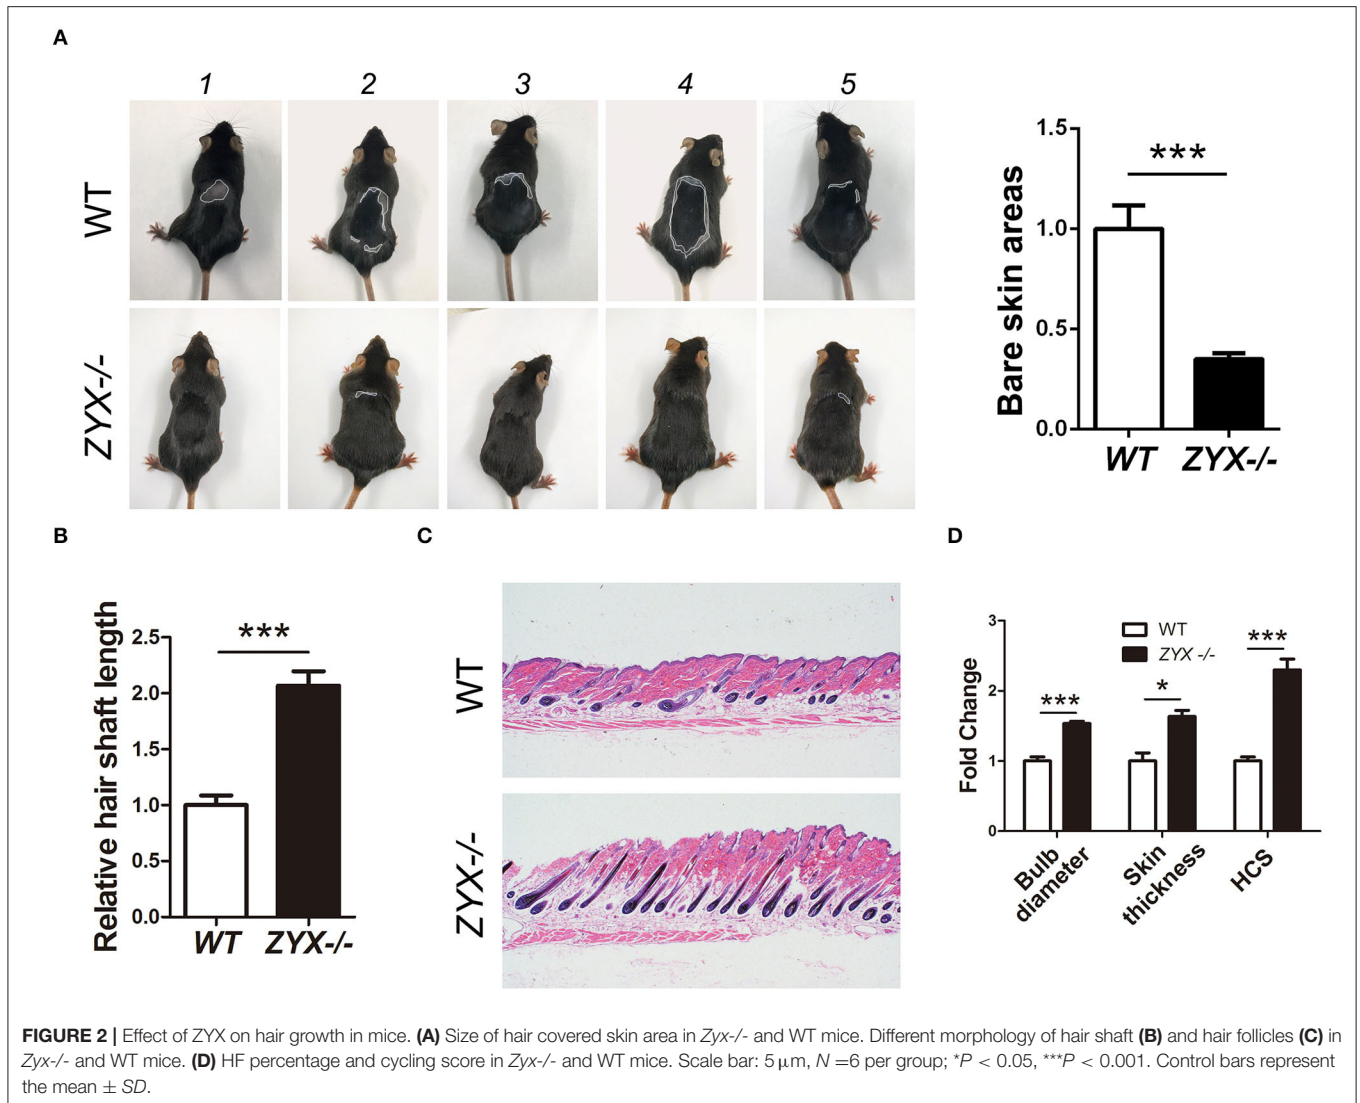 A
1 2 3 4 5
WT
ZYX-/-
Bare skin areas
1.5
1.0
0.5
0.0
***
WT ZYX-/-
B
Relative hair shaft length
2.5
2.0
1.5
1.0
0.5
0.0
***
WT ZYX-/-
C
WT
ZYX-/-
D
Fold Change
3
2
1
0
WT
ZYX -/-
***
*
***
Bulb
diameter
Skin
thickness
HCS
FIGURE 2 | Effect of ZYX on hair growth in mice. (A) Size of hair covered skin area in Zyx-/- and WT mice. Different morphology of hair shaft (B) and hair follicles (C) in
Zyx-/- and WT mice. (D) HF percentage and cycling score in Zyx-/- and WT mice. Scale bar: 5 μm, N =6 per group; *P < 0.05, ***P < 0.001. Control bars represent
the mean ± SD.